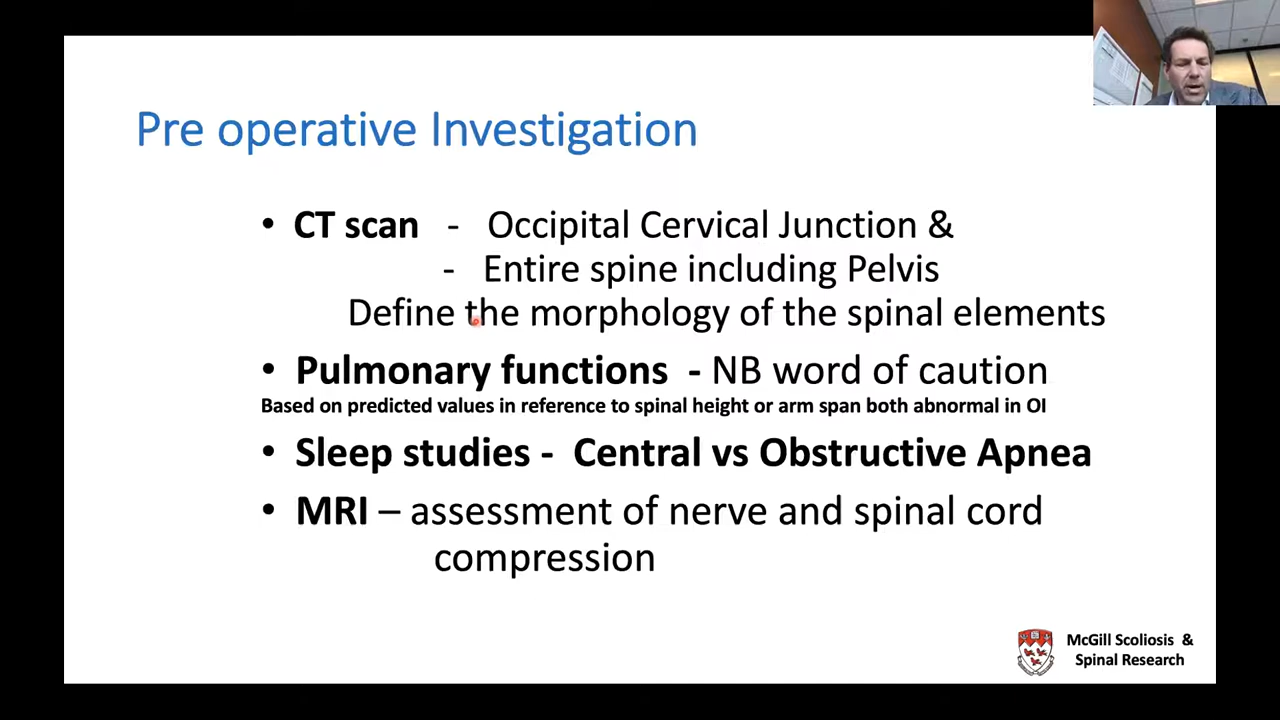 Pre operative Investigation
• CT scan - Occipital Cervical Junction &
- Entire spine including Pelvis
Define the morphology of the spinal elements
• Pulmonary functions - NB word of caution
Based on predicted values in reference to spinal height or arm span both abnormal in OI
• Sleep studies - Central vs Obstructive Apnea
• MRI – assessment of nerve and spinal cord
compression
McGill Scoliosis &
Spinal Research